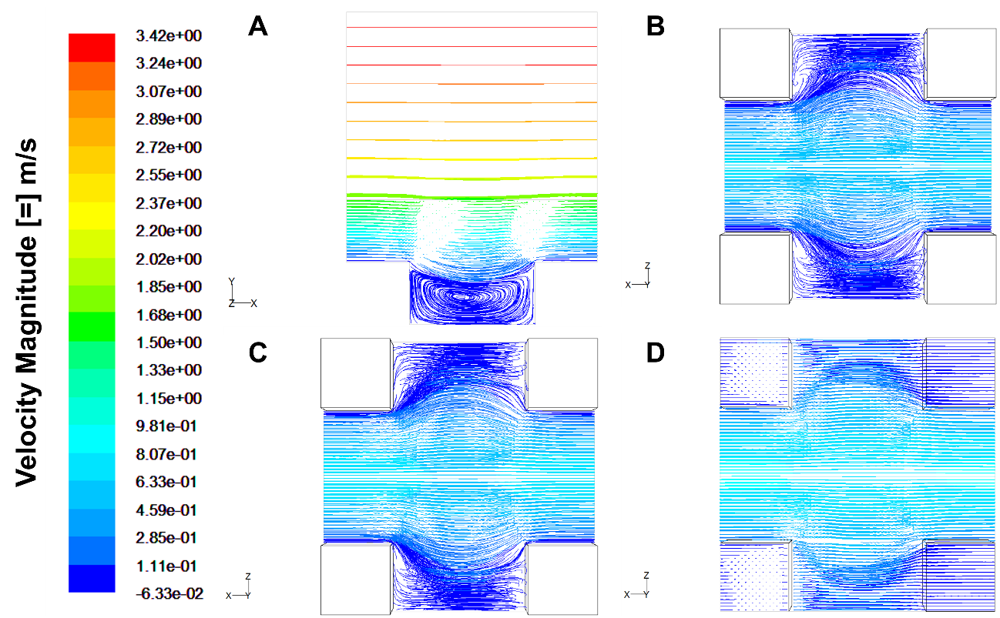 Velocity Magnitude [=] m/s
3.42e+00
3.24e+00
3.07e+00
2.89e+00
2.72e+00
2.55e+00
2.37e+00
2.20e+00
2.02e+00
1.85e+00
1.68e+00
1.50e+00
1.33e+00
1.15e+00
9.81e-01
8.07e-01
6.33e-01
4.59e-01
2.85e-01
1.11e-01
-6.33e-02
A
Y
Z X
B
Z
X Y
C
Z
X Y
D
Z
X Y